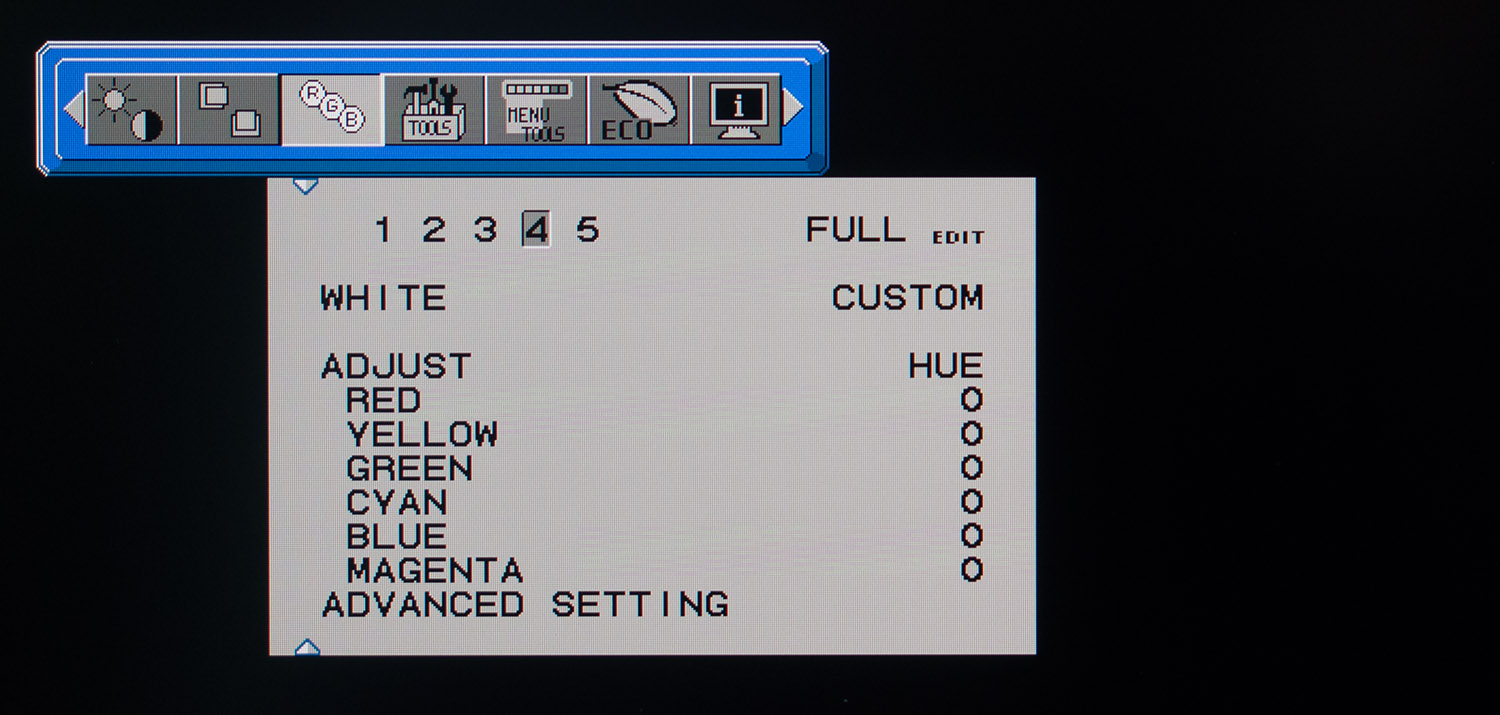 R G B
TOOLS
MENU
TOOLS
ECO
i
1 2 3 4 5 FULL EDIT
WHITE CUSTOM
ADJUST HUE
RED 0
YELLOW 0
GREEN 0
CYAN 0
BLUE 0
MAGENTA 0
ADVANCED SETTING